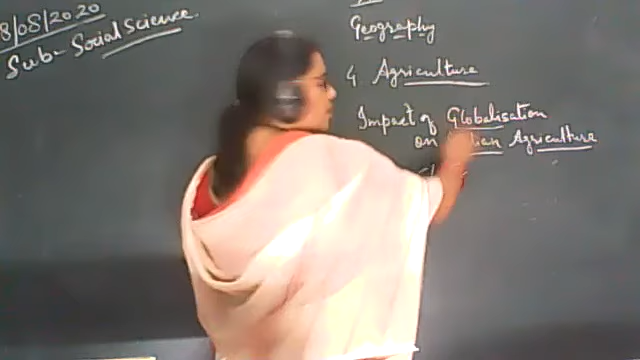 8/08/2020
Sub- Social Science.
Geography
4 Agriculture
Impact of Globalisation
on Agriculture